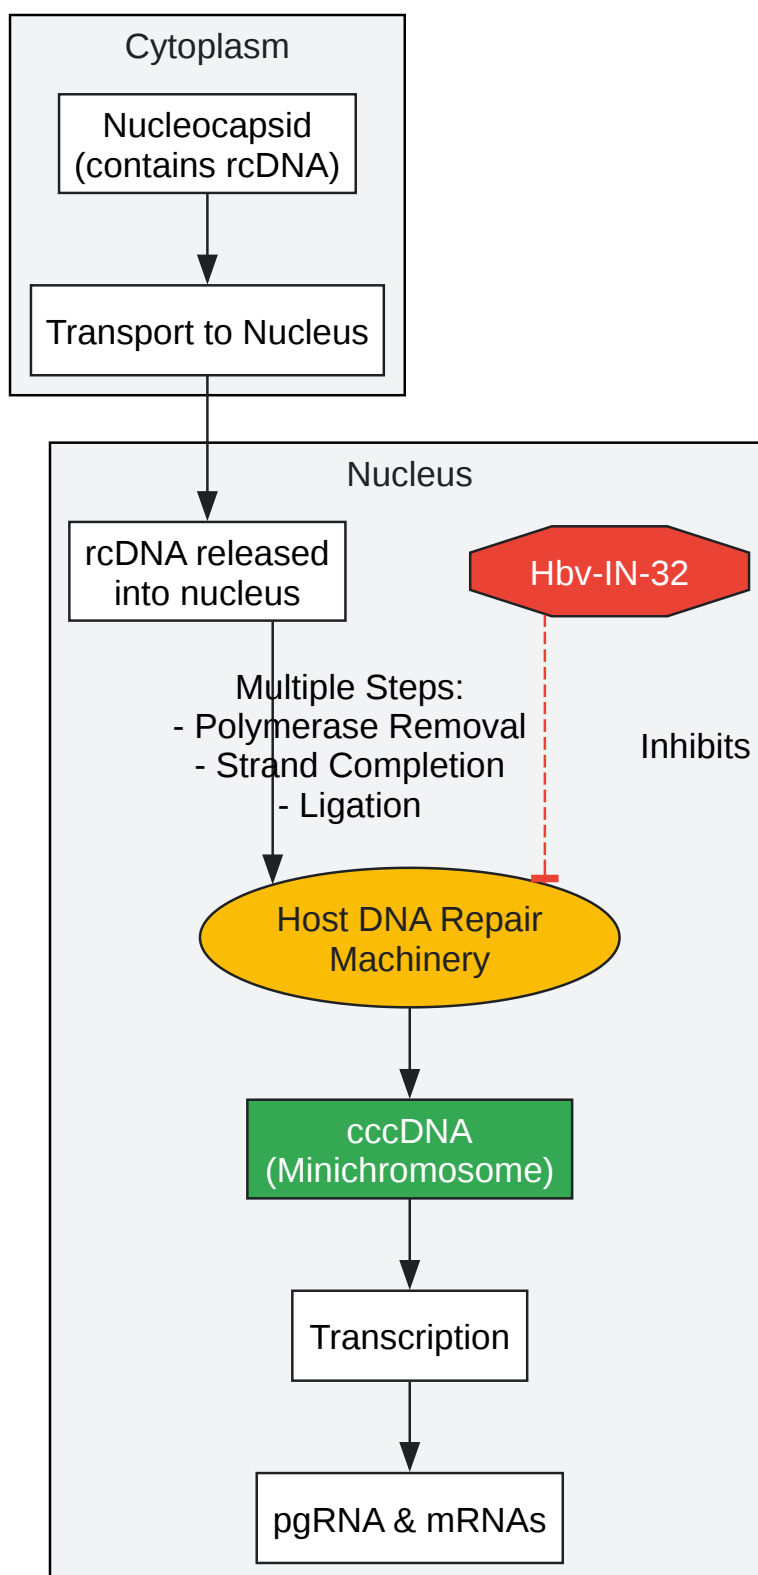 Cytoplasm
Nucleocapsid
(contains rcDNA)
Transport to Nucleus
Nucleus
rcDNA released
into nucleus
Hbv-IN-32
Multiple Steps:
- Polymerase Removal
- Strand Completion
- Ligation
Inhibits
Host DNA Repair
Machinery
cccDNA
(Minichromosome)
Transcription
pgRNA & mRNAs